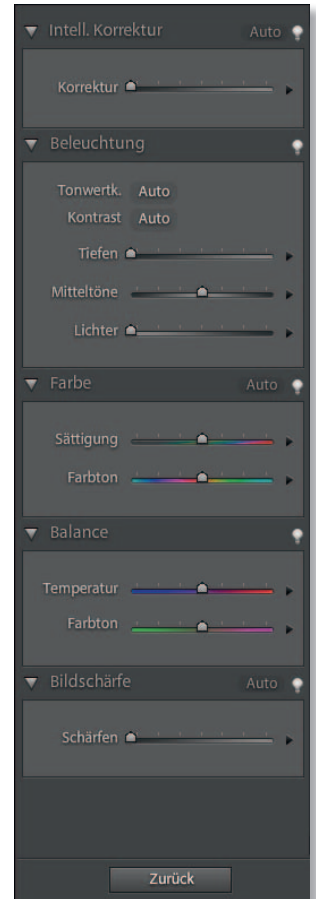 Intell. Korrektur Auto
Korrektur
Beleuchtung
Tonwertk. Auto
Kontrast Auto
Tiefen
Mitteltöne
Lichter
Farbe Auto
Sättigung
Farbton
Balance
Temperatur
Farbton
Bildschärfe Auto
Schärfen
Zurück